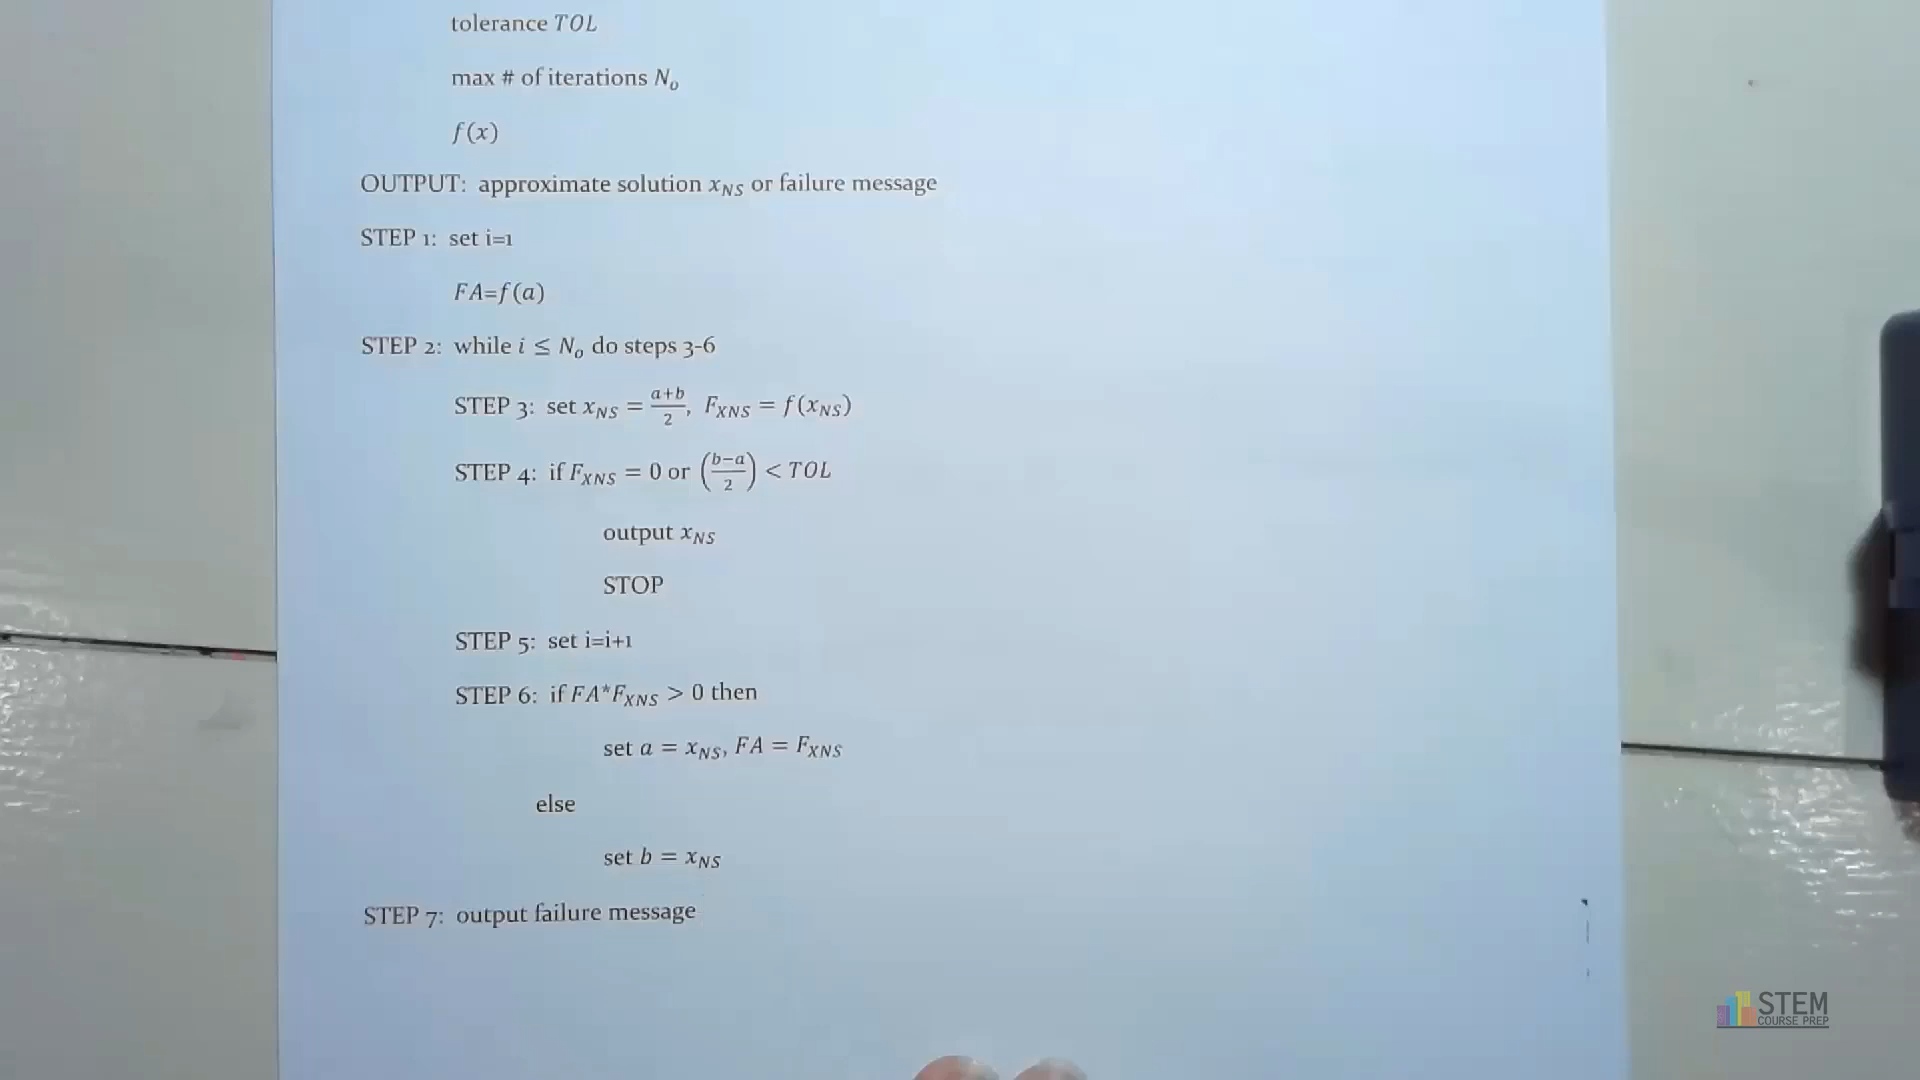 tolerance TOL
max # of iterations Nₒ
f(x)
OUTPUT: approximate solution x_NS or failure message
STEP 1: set i=1
FA=f(a)
STEP 2: while i ≤ Nₒ do steps 3-6
STEP 3: set x_NS = (a+b)/2, F_XNS = f(x_NS)
STEP 4: if F_XNS = 0 or ((b−a)/2) < TOL
output x_NS
STOP
STEP 5: set i=i+1
STEP 6: if FA*F_XNS > 0 then
set a = x_NS, FA = F_XNS
else
set b = x_NS
STEP 7: output failure message
STEM
COURSE PREP